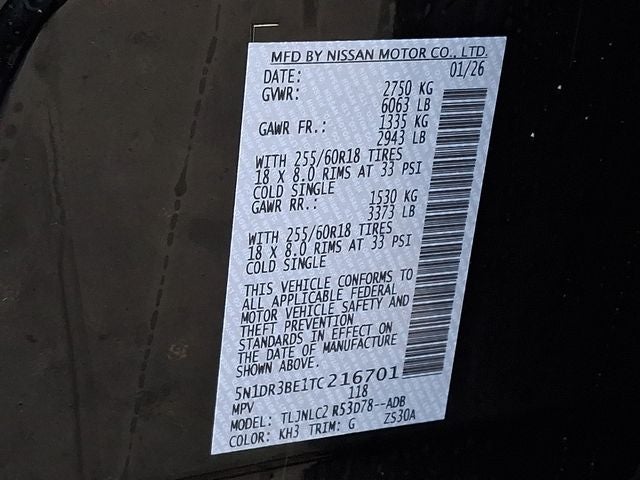 MFD BY NISSAN MOTOR CO., LTD.
DATE: 01/26
GVWR: 2750 KG
6063 LB
GAWR FR.: 1335 KG
2943 LB
WITH 255/60R18 TIRES
18 X 8.0 RIMS AT 33 PSI
COLD SINGLE
GAWR RR.: 1530 KG
3373 LB
WITH 255/60R18 TIRES
18 X 8.0 RIMS AT 33 PSI
COLD SINGLE
THIS VEHICLE CONFORMS TO
ALL APPLICABLE FEDERAL
MOTOR VEHICLE SAFETY AND
THEFT PREVENTION
STANDARDS IN EFFECT ON
THE DATE OF MANUFACTURE
SHOWN ABOVE.
5N1DR3BE1TC216701
MPV 118
MODEL: TLJNLC2 R53D78--ADB
COLOR: KH3 TRIM: G ZS30A